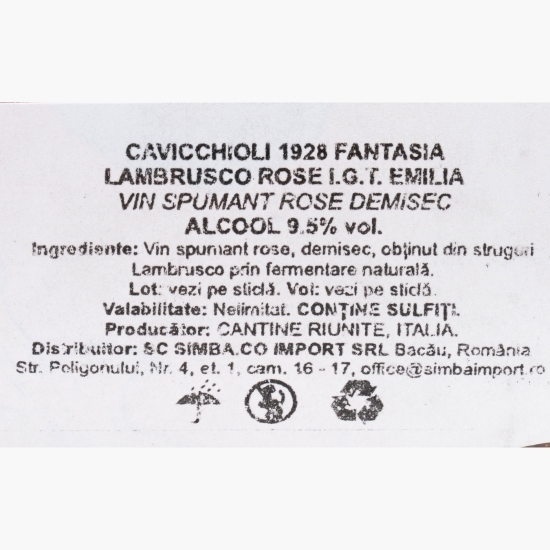 CAVICCHIOLI 1928 FANTASIA
LAMBRUSCO ROSE I.G.T. EMILIA
VIN SPUMANT ROSE DEMISEC
ALCOOL 9.5% vol.
Ingrediente: Vin spumant rose, demisec, obținut din struguri
Lambrusco prin fermentare naturală.
Lot: vezi pe sticlă. Vol: vezi pe sticlă.
Valabilitate: Nelimitat. CONȚINE SULFIȚI.
Producător: CANTINE RIUNITE, ITALIA.
Distribuitor: SC SIMBA.CO IMPORT SRL Bacău, România
Str. Poligonului, Nr. 4, et. 1, cam. 16 - 17, office@simbaimport.ro